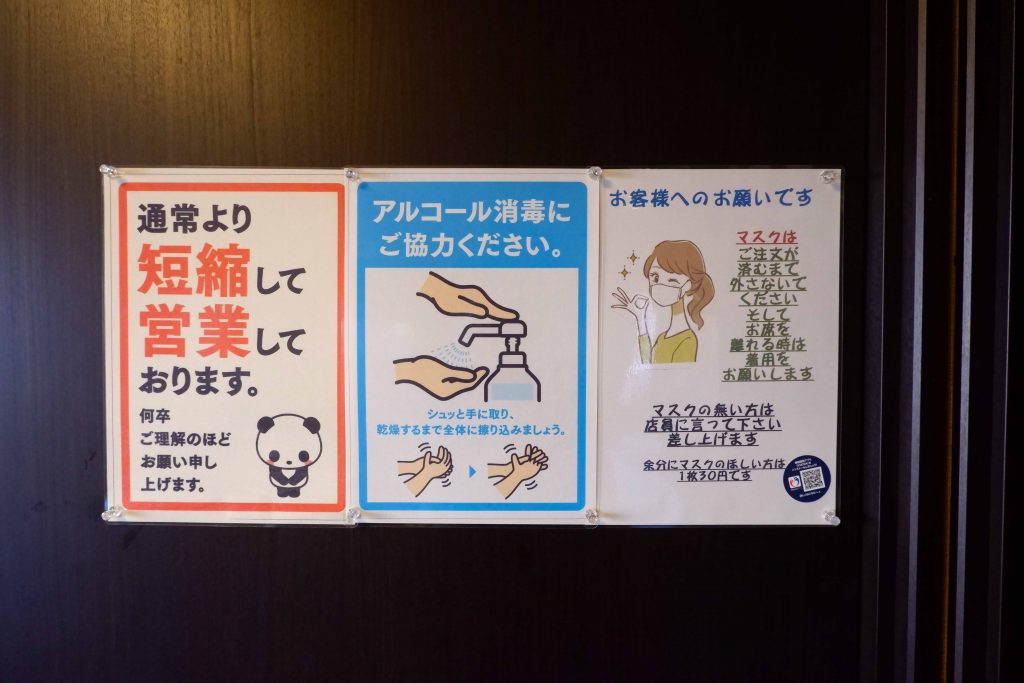 通常より
短縮して
営業して
おります。
何卒
ご理解のほど
お願い申し
上げます。
アルコール消毒に
ご協力ください。
シュッと手に取り、
乾燥するまで全体に擦り込みましょう。
お客様へのお願いです
マスクは
ご注文が
済むまで
外さないで
ください
そして
お席を
離れる時は
着用を
お願いします
マスクの無い方は
店員に言って下さい
差し上げます
余分にマスクのほしい方は
1枚30円です